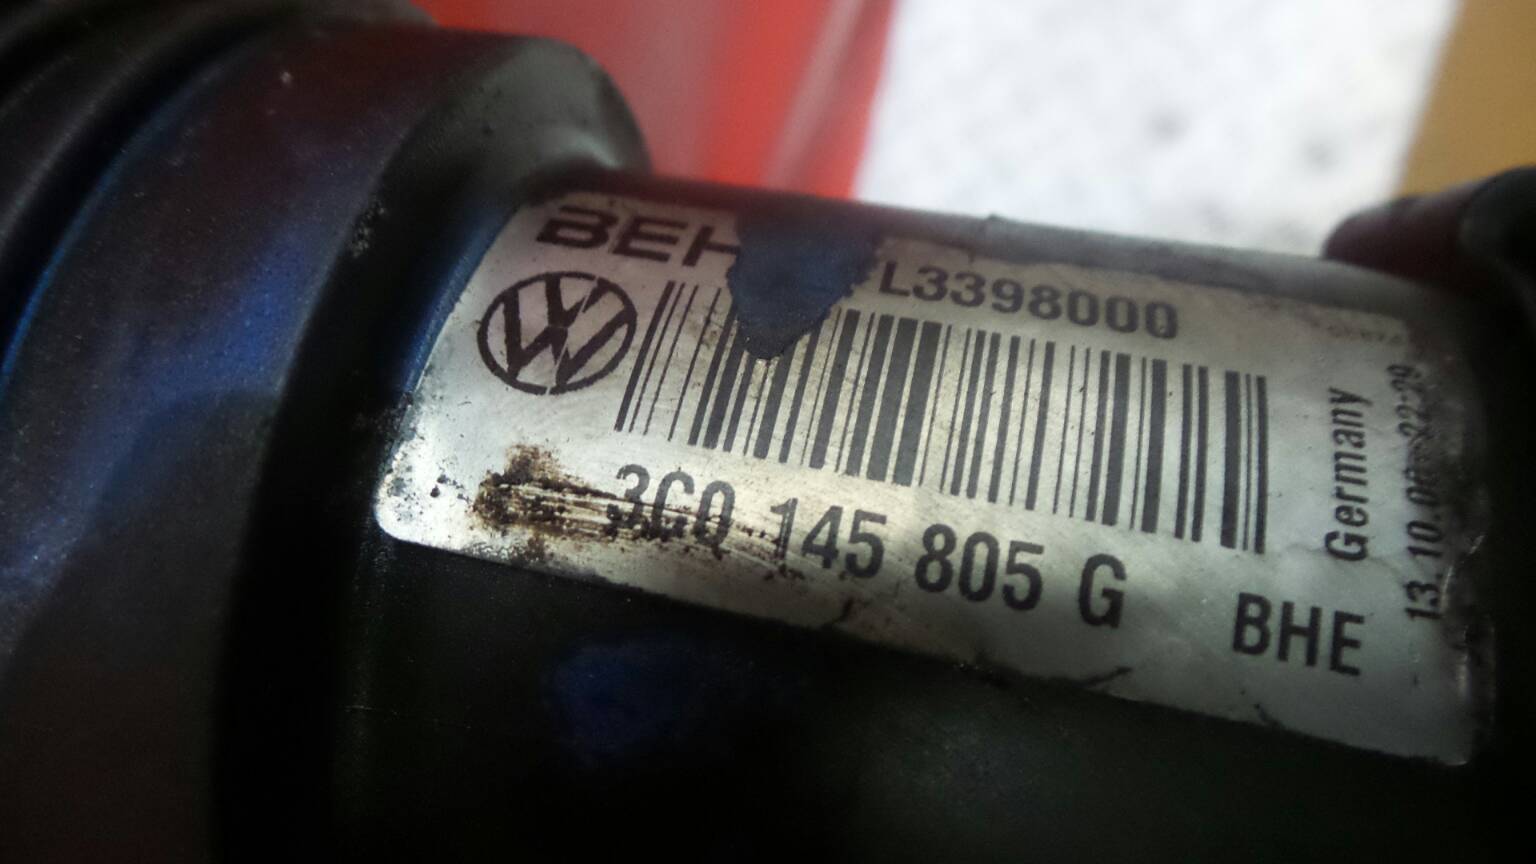 BEH
L3398000
3C0 145 805 G
BHE
Germany